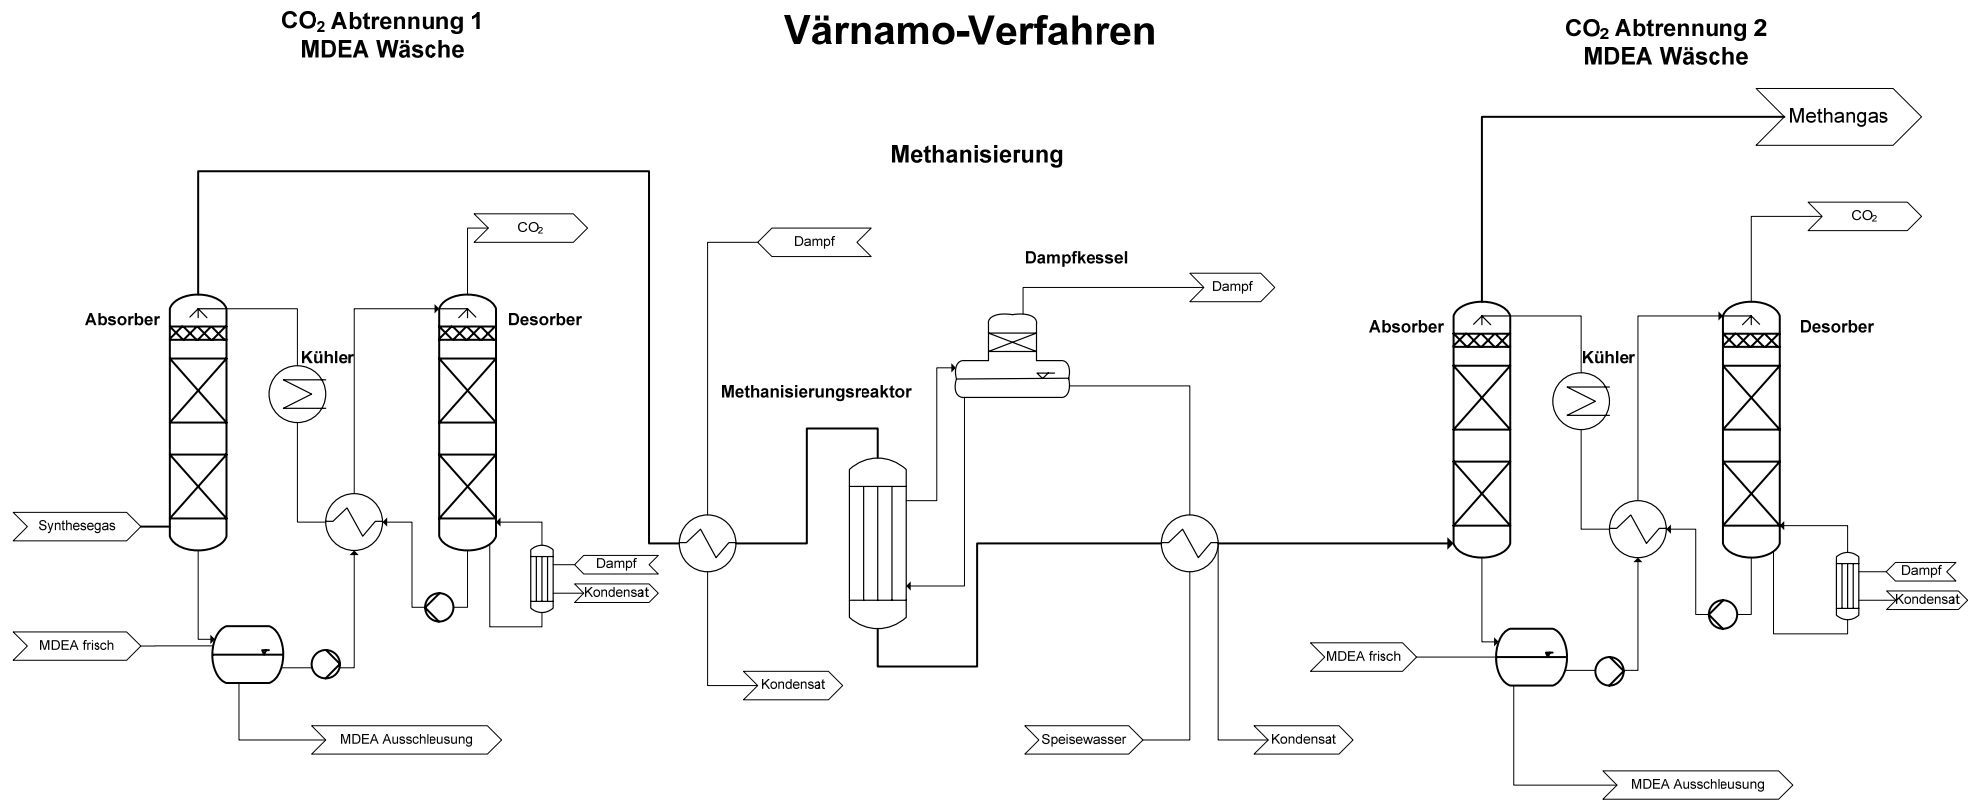 CO₂ Abtrennung 1
MDEA Wäsche
Värnamo-Verfahren
CO₂ Abtrennung 2
MDEA Wäsche
Methangas
Methanisierung
CO₂
Dampf
CO₂
Dampfkessel
Dampf
Absorber
Desorber
Absorber
Desorber
Kühler
Kühler
Methanisierungsreaktor
Synthesegas
Dampf
Kondensat
Dampf
Kondensat
MDEA frisch
MDEA frisch
Kondensat
MDEA Ausschleusung
Speisewasser
Kondensat
MDEA Ausschleusung